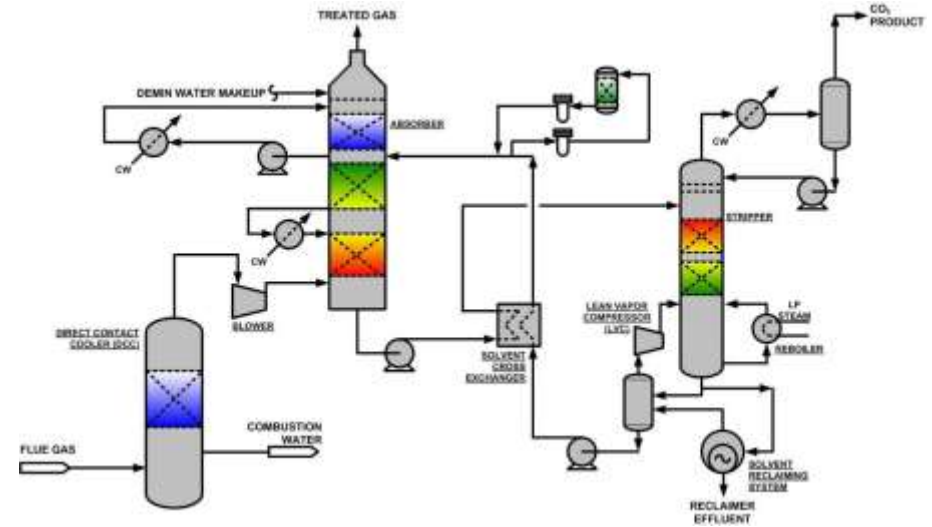 TREATED GAS
CO₂
PRODUCT
DEMIN WATER MAKEUP
ABSORBER
CW
CW
STRIPPER
CW
LP
STEAM
LEAN VAPOR
COMPRESSOR
(LVC)
BLOWER
DIRECT CONTACT
COOLER (DCC)
REBOILER
SOLVENT
CROSS
EXCHANGER
COMBUSTION
WATER
FLUE GAS
SOLVENT
RECLAIMING
SYSTEM
RECLAIMER
EFFLUENT